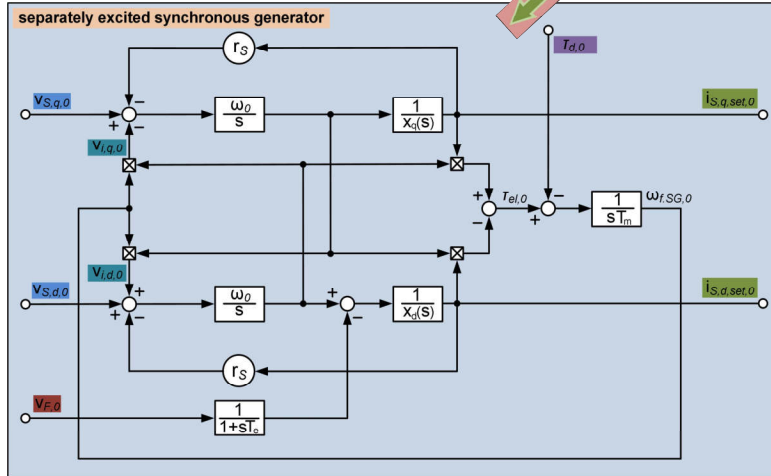 separately excited synchronous generator
r_S
τ_d,0
v_S,q,0
−
+
−
ω_0
s
1
x_q(s)
i_S,q,set,0
v_i,q,0
+
−
τ_el,0
−
+
1
sT_m
ω_f.SG,0
v_i,d,0
v_S,d,0
+
+
−
ω_0
s
+
−
1
x_d(s)
i_S,d,set,0
r_S
v_F,0
1
1+sT_o